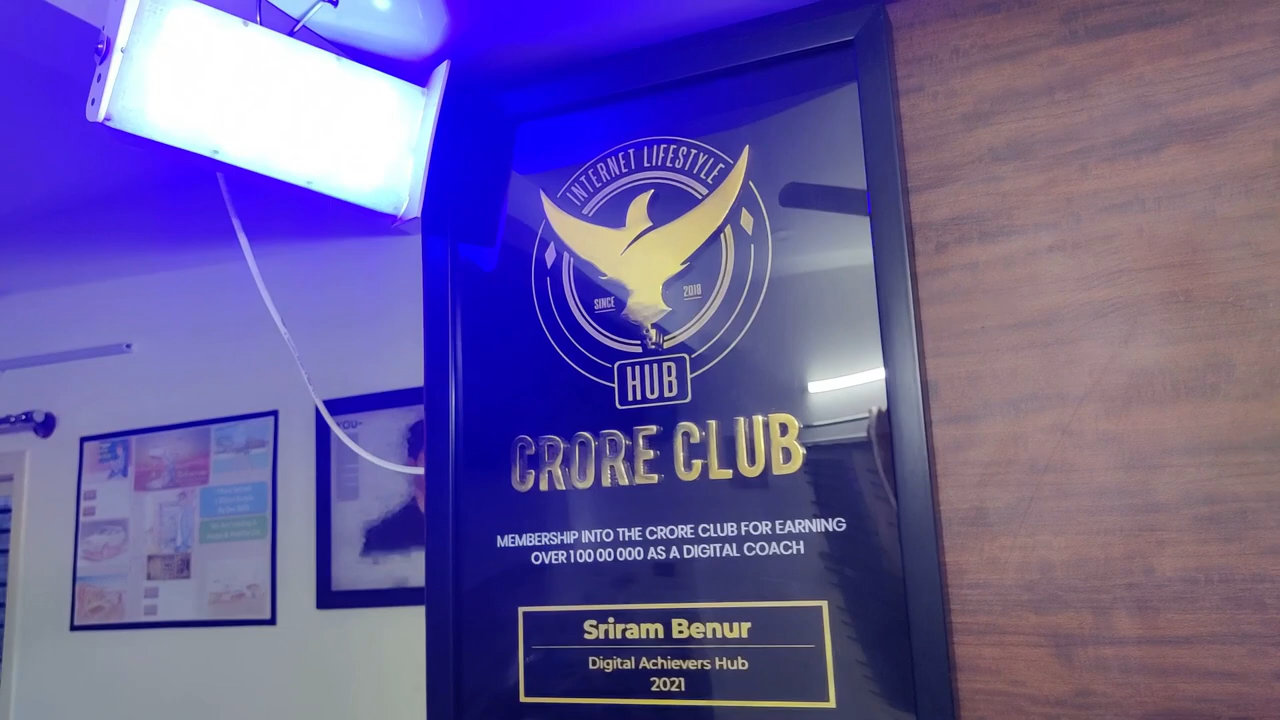 INTERNET LIFESTYLE
SINCE
2018
HUB
CRORE CLUB
MEMBERSHIP INTO THE CRORE CLUB FOR EARNING
OVER 100 00 000 AS A DIGITAL COACH
Sriram Benur
Digital Achievers Hub
2021